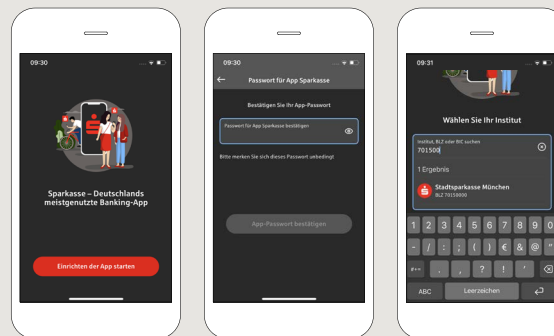 09:30
Sparkasse – Deutschlands
meistgenutzte Banking-App
Einrichten der App starten
09:30
Passwort für App Sparkasse
Bestätigen Sie Ihr App-Passwort
Passwort für App Sparkasse bestätigen
Bitte merken Sie sich dieses Passwort unbedingt
App-Passwort bestätigen
09:31
Wählen Sie Ihr Institut
Institut, BLZ oder BIC suchen
701500
1 Ergebnis
Stadtsparkasse München
BLZ 70150000
1 2 3 4 5 6 7 8 9 0
- / : ; ( ) € & @ "
#+= . , ? ! '
ABC Leerzeichen